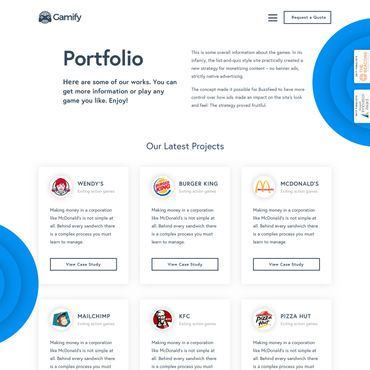 Gamify
Request a Quote
Portfolio
Here are some of our works. You can
get more information or play any
game you like. Enjoy!
This is some overall information about the games. In its
infancy, the list-and-quiz style site practically created a
new strategy for monetising content – no banner ads,
strictly native advertising.
The concept made it possible for Buzzfeed to have more
control over how ads made an impact on the site's look
and feel. The strategy proved fruitful
Our Latest Projects
WENDY'S
Exiting action games
Making money in a corporation
like McDonald's is not simple at
all. Behind every sandwich there
is a complex process you must
learn to manage.
View Case Study
BURGER KING
Exiting action games
Making money in a corporation
like McDonald's is not simple at
all. Behind every sandwich there
is a complex process you must
learn to manage.
View Case Study
MCDONALD'S
Exiting action games
Making money in a corporation
like McDonald's is not simple at
all. Behind every sandwich there
is a complex process you must
learn to manage.
View Case Study
MAILCHIMP
Exiting action games
Making money in a corporation
like McDonald's is not simple at
all. Behind every sandwich there
is a complex process you must
KFC
Exiting action games
Making money in a corporation
like McDonald's is not simple at
all. Behind every sandwich there
is a complex process you must
PIZZA HUT
Exiting action games
Making money in a corporation
like McDonald's is not simple at
all. Behind every sandwich there
is a complex process you must